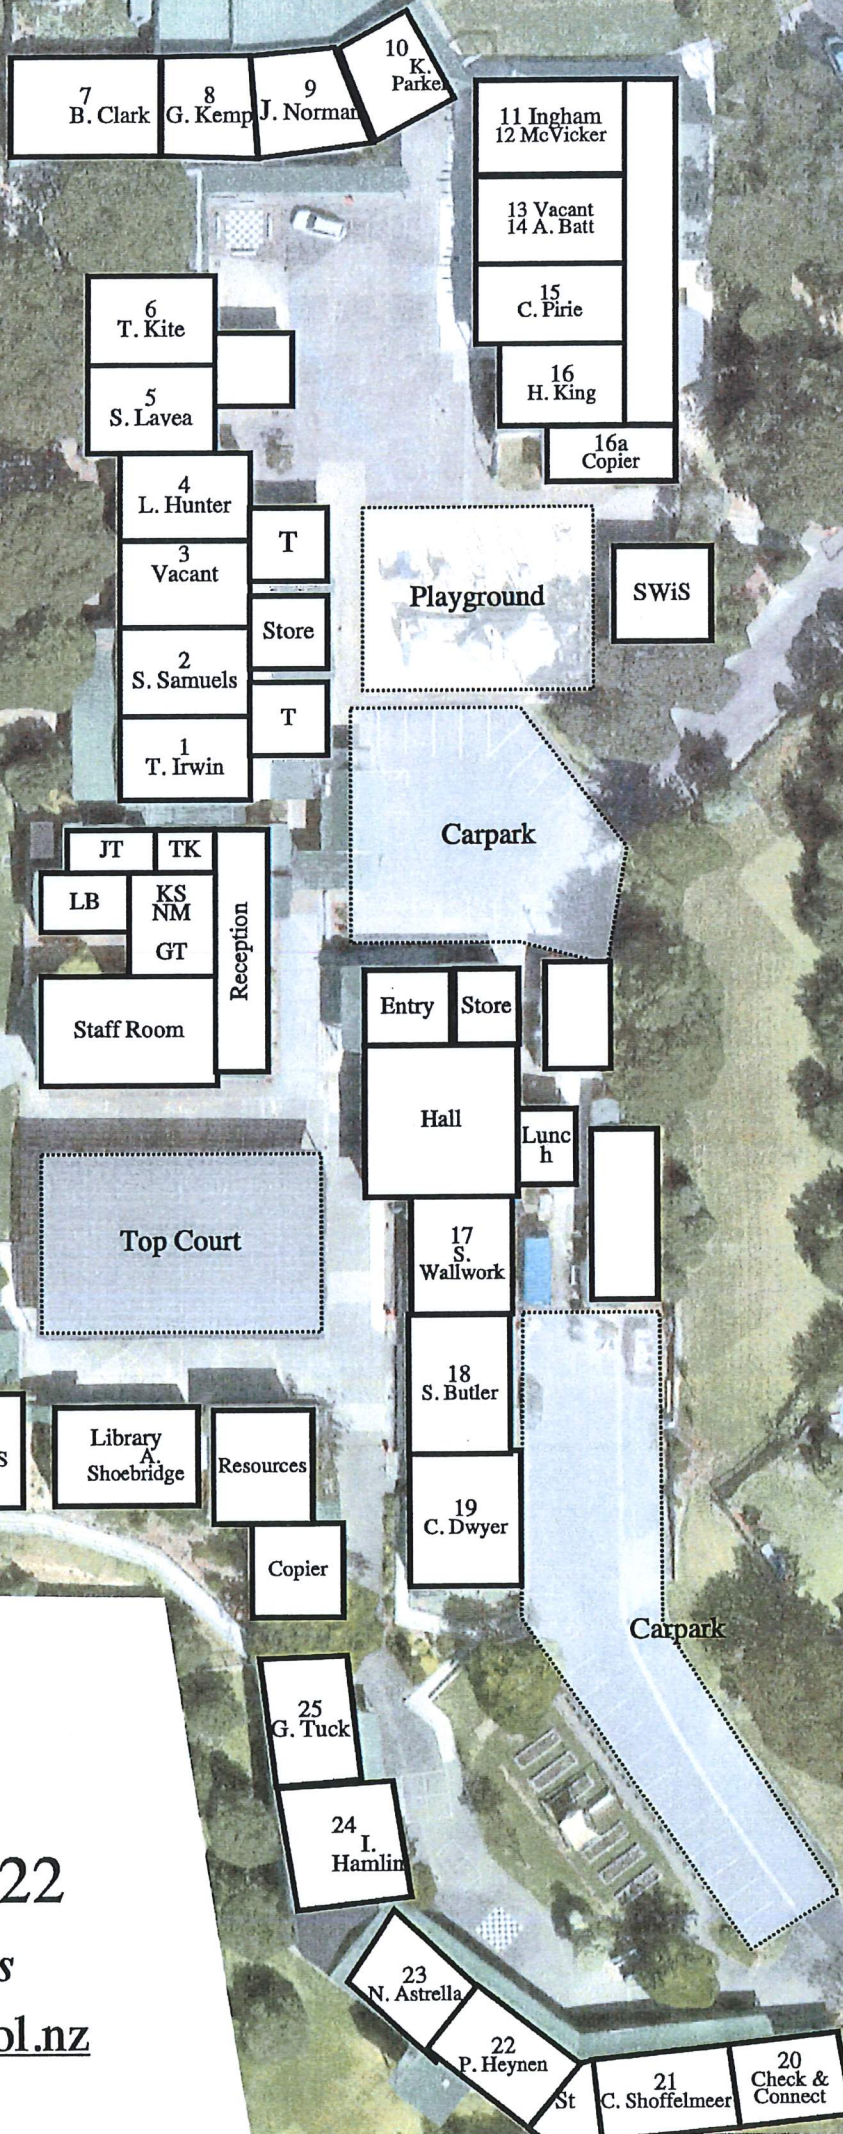 10
K.
Parker
7
B. Clark
8
G. Kemp
9
J. Norman
11 Ingham
12 McVicker
13 Vacant
14 A. Batt
15
C. Pirie
16
H. King
16a
Copier
6
T. Kite
5
S. Lavea
4
L. Hunter
T
3
Vacant
Store
2
S. Samuels
T
1
T. Irwin
Playground
SWiS
Carpark
JT
TK
LB
KS
NM
GT
Reception
Staff Room
Entry
Store
Hall
Lunc
h
Top Court
17
S.
Wallwork
18
S. Butler
19
C. Dwyer
s
Library
A.
Shoebridge
Resources
Copier
Carpark
25
G. Tuck
24
I.
Hamlin
22
s
ol.nz
23
N. Astrella
22
P. Heynen
St
21
C. Shoffelmeer
20
Check &
Connect